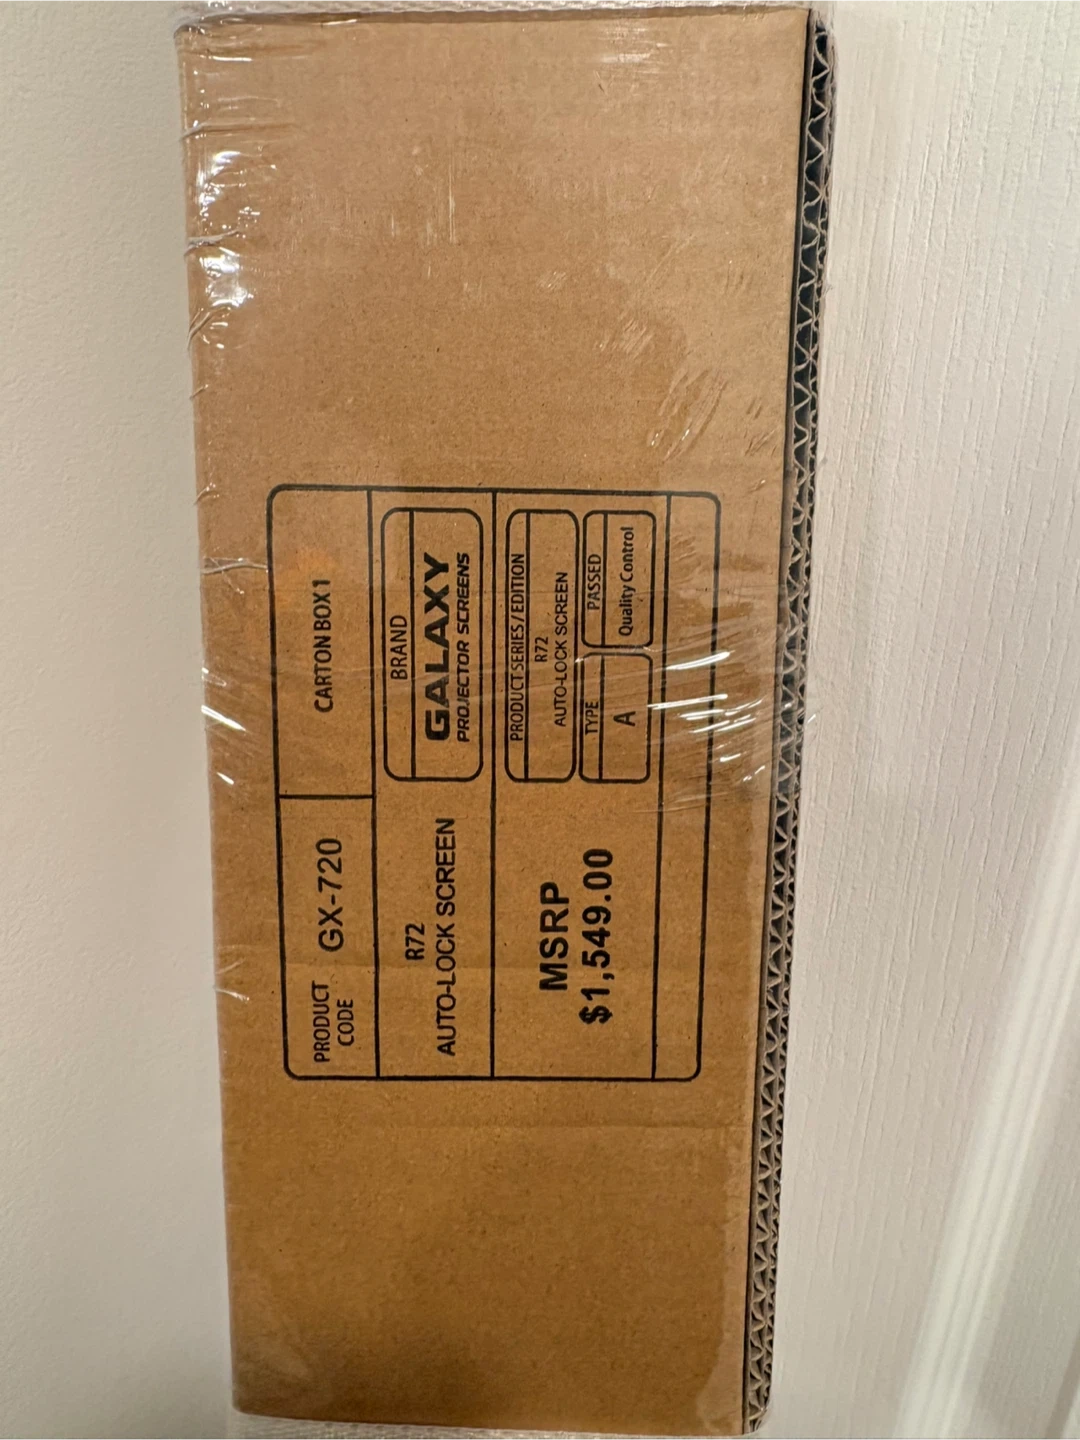 PRODUCT
CODE
GX-720
CARTON BOX 1
R72
AUTO-LOCK SCREEN
BRAND
GALAXY
PROJECTOR SCREENS
MSRP
$1,549.00
PRODUCT SERIES / EDITION
R72
AUTO-LOCK SCREEN
TYPE
A
PASSED
Quality Control